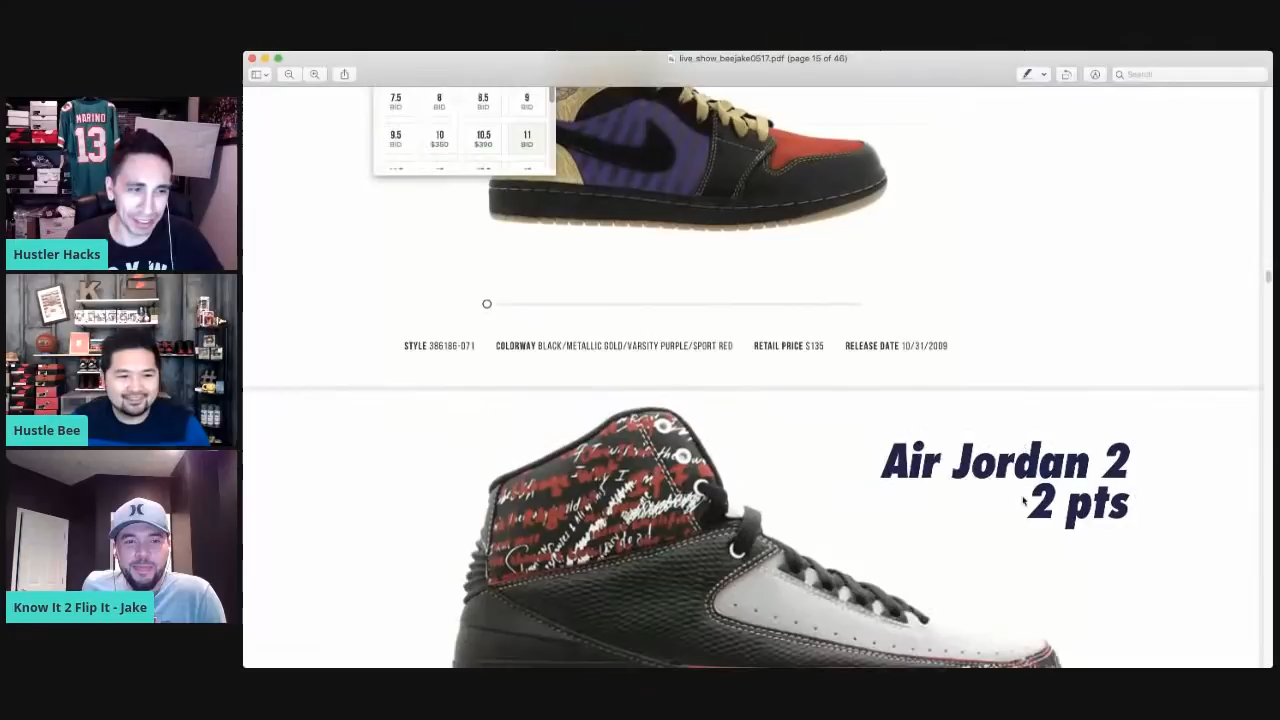 live_show_beejake0517.pdf (page 15 of 46)
Search
7.5 8 8.5 9
BID BID BID BID
9.5 10 10.5 11
BID $350 $390 BID
STYLE 386186-071 COLORWAY BLACK/METALLIC GOLD/VARSITY PURPLE/SPORT RED RETAIL PRICE $135 RELEASE DATE 10/31/2009
Air Jordan 2
2 pts
MARINO
13
Hustler Hacks
K
Hustle Bee
Know It 2 Flip It - Jake